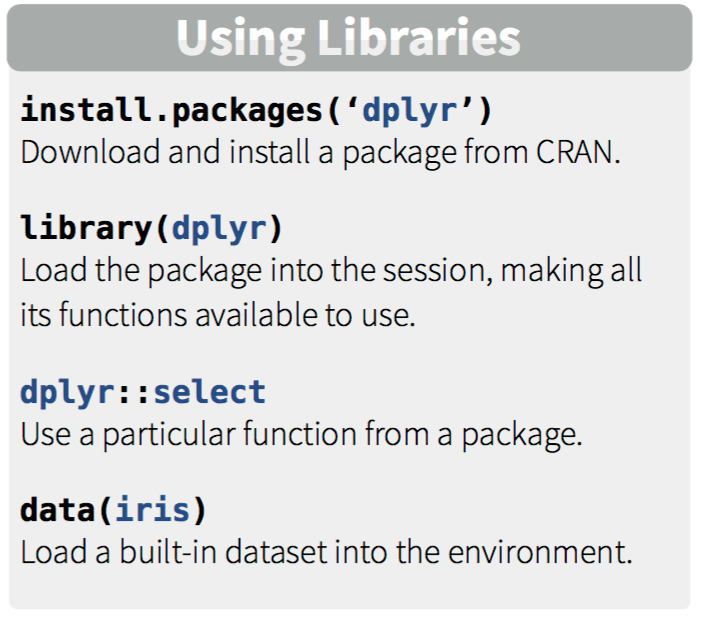 Using Libraries
install.packages(‘dplyr’)
Download and install a package from CRAN.
library(dplyr)
Load the package into the session, making all
its functions available to use.
dplyr::select
Use a particular function from a package.
data(iris)
Load a built-in dataset into the environment.